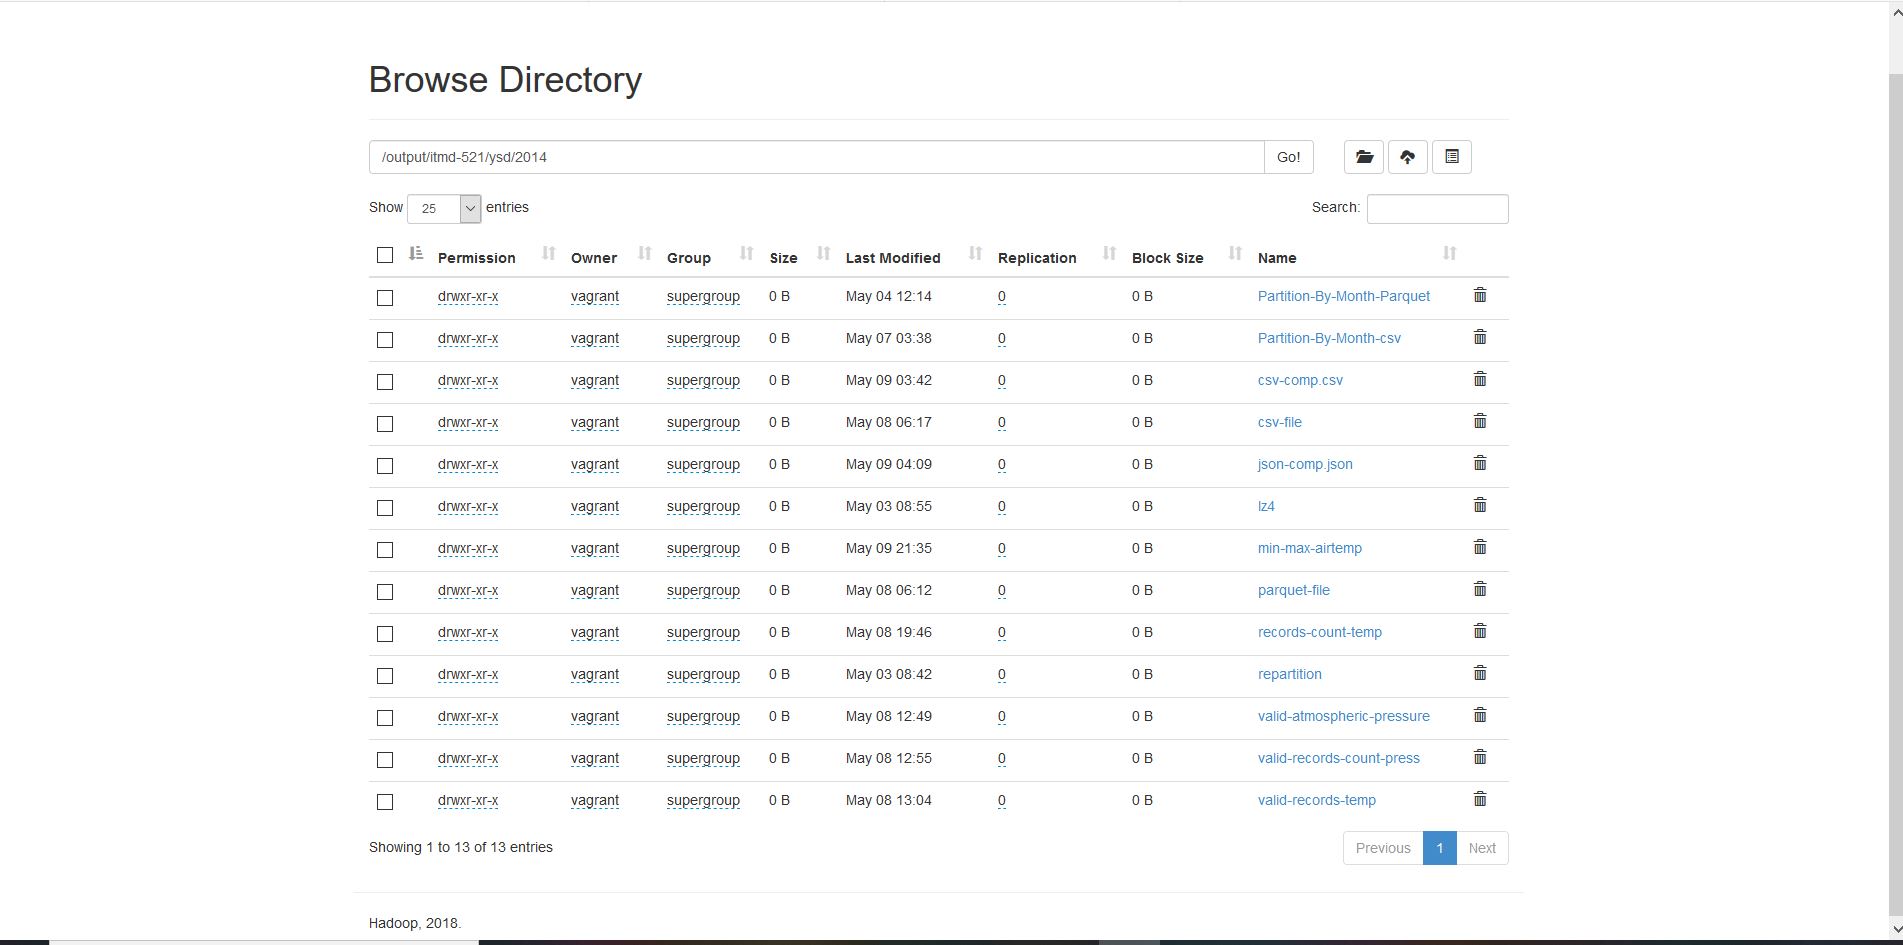 Browse Directory
/output/itmd-521/ysd/2014 Go!
Show 25 entries Search:
Permission Owner Group Size Last Modified Replication Block Size Name
drwxr-xr-x vagrant supergroup 0 B May 04 12:14 0 0 B Partition-By-Month-Parquet
drwxr-xr-x vagrant supergroup 0 B May 07 03:38 0 0 B Partition-By-Month-csv
drwxr-xr-x vagrant supergroup 0 B May 09 03:42 0 0 B csv-comp.csv
drwxr-xr-x vagrant supergroup 0 B May 08 06:17 0 0 B csv-file
drwxr-xr-x vagrant supergroup 0 B May 09 04:09 0 0 B json-comp.json
drwxr-xr-x vagrant supergroup 0 B May 03 08:55 0 0 B lz4
drwxr-xr-x vagrant supergroup 0 B May 09 21:35 0 0 B min-max-airtemp
drwxr-xr-x vagrant supergroup 0 B May 08 06:12 0 0 B parquet-file
drwxr-xr-x vagrant supergroup 0 B May 08 19:46 0 0 B records-count-temp
drwxr-xr-x vagrant supergroup 0 B May 03 08:42 0 0 B repartition
drwxr-xr-x vagrant supergroup 0 B May 08 12:49 0 0 B valid-atmospheric-pressure
drwxr-xr-x vagrant supergroup 0 B May 08 12:55 0 0 B valid-records-count-press
drwxr-xr-x vagrant supergroup 0 B May 08 13:04 0 0 B valid-records-temp
Showing 1 to 13 of 13 entries Previous 1 Next
Hadoop, 2018.